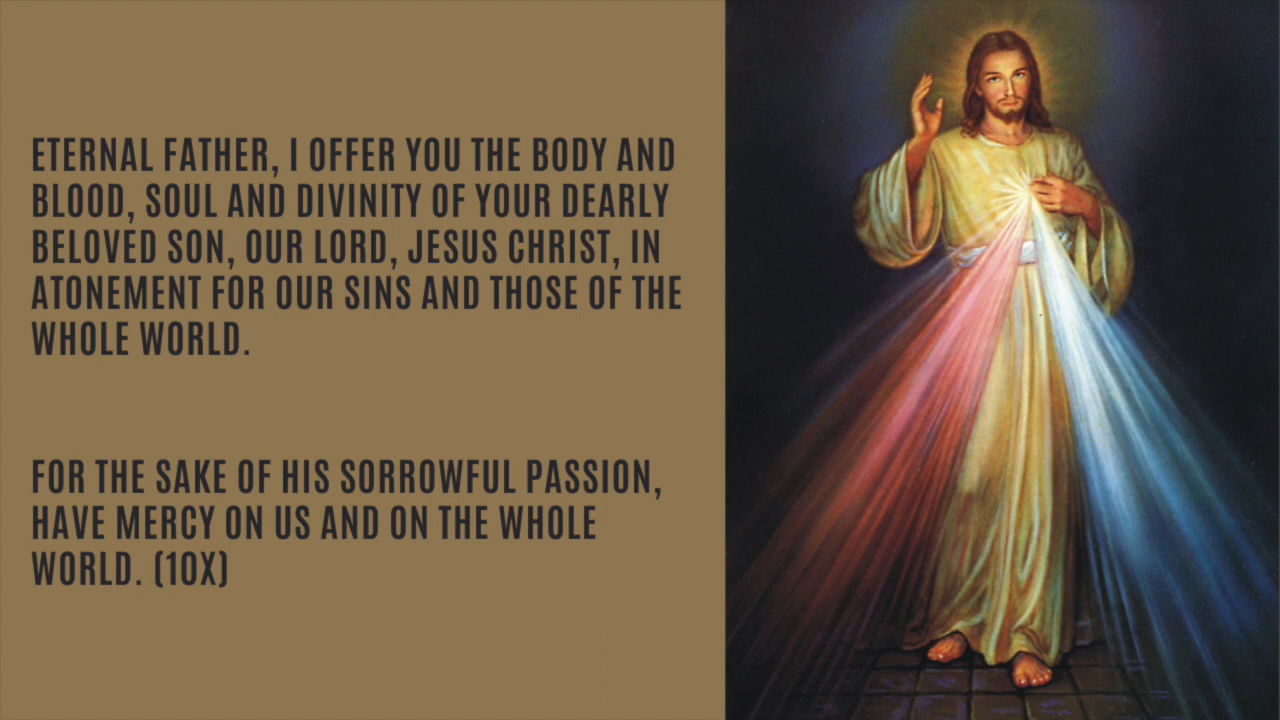 ETERNAL FATHER, I OFFER YOU THE BODY AND
BLOOD, SOUL AND DIVINITY OF YOUR DEARLY
BELOVED SON, OUR LORD, JESUS CHRIST, IN
ATONEMENT FOR OUR SINS AND THOSE OF THE
WHOLE WORLD.
FOR THE SAKE OF HIS SORROWFUL PASSION,
HAVE MERCY ON US AND ON THE WHOLE
WORLD. (10X)